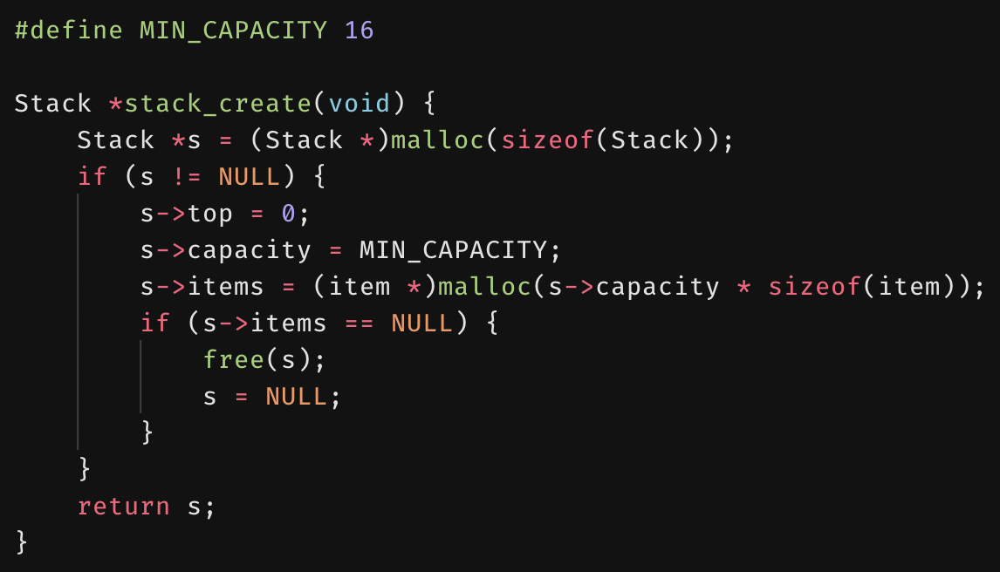 #define MIN_CAPACITY 16

Stack *stack_create(void) {
    Stack *s = (Stack *)malloc(sizeof(Stack));
    if (s != NULL) {
        s->top = 0;
        s->capacity = MIN_CAPACITY;
        s->items = (item *)malloc(s->capacity * sizeof(item));
        if (s->items == NULL) {
            free(s);
            s = NULL;
        }
    }
    return s;
}